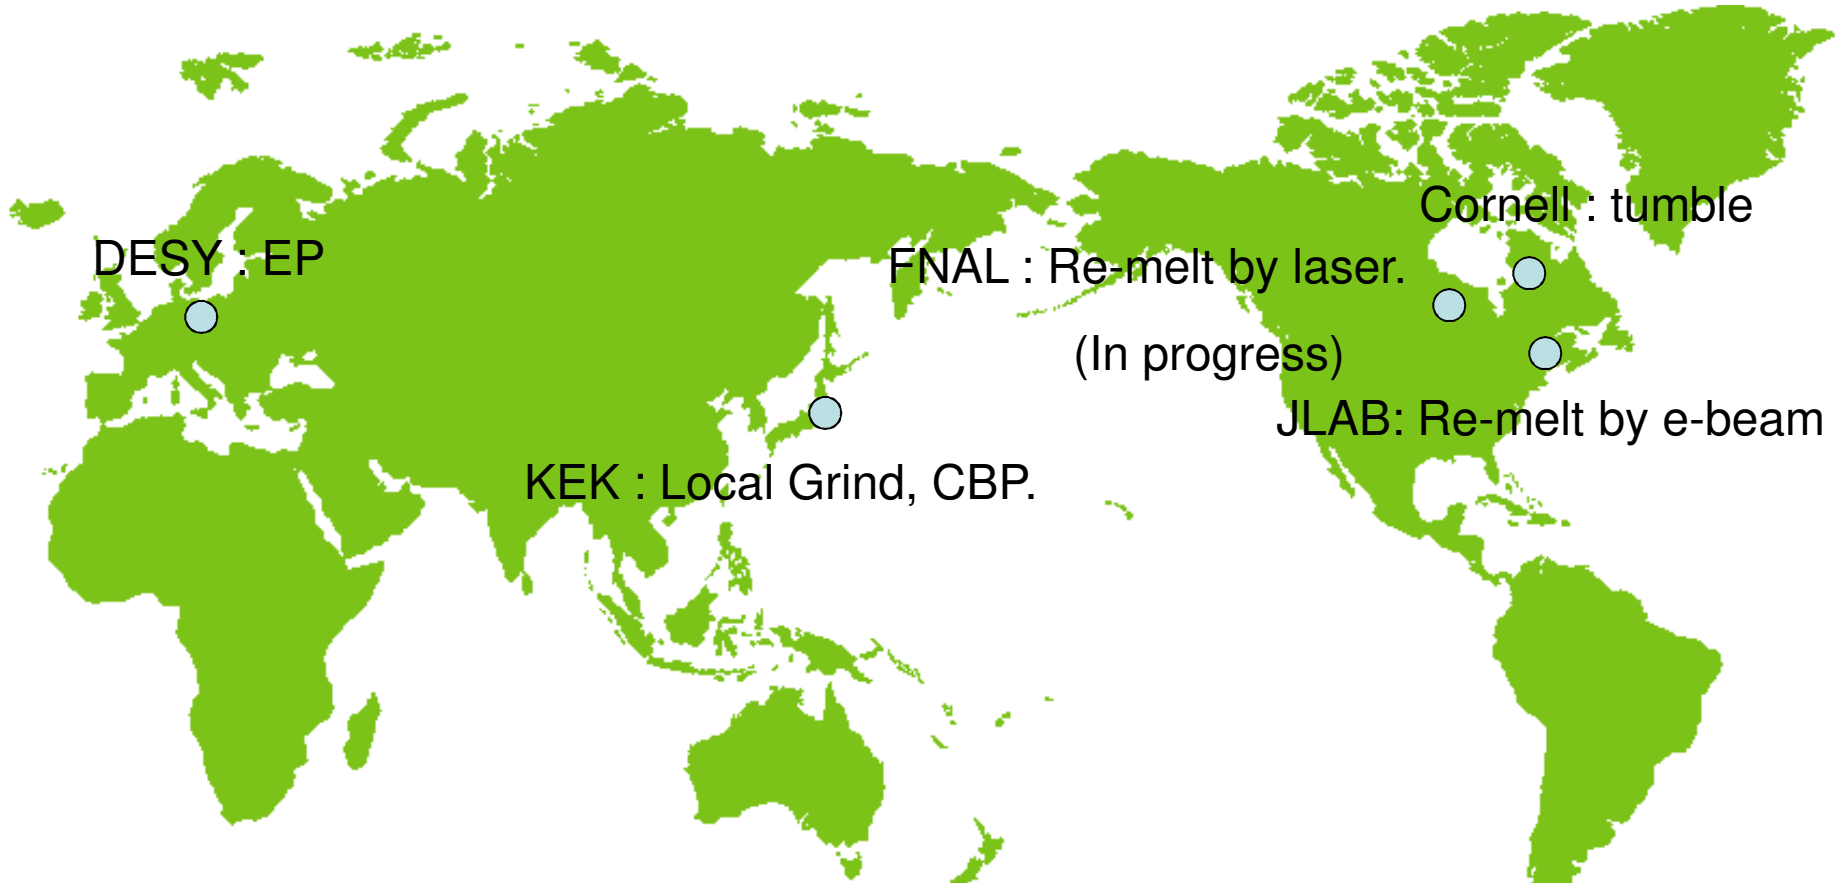 Cornell : tumble
DESY : EP
FNAL : Re-melt by laser.
(In progress)
JLAB: Re-melt by e-beam
KEK : Local Grind, CBP.